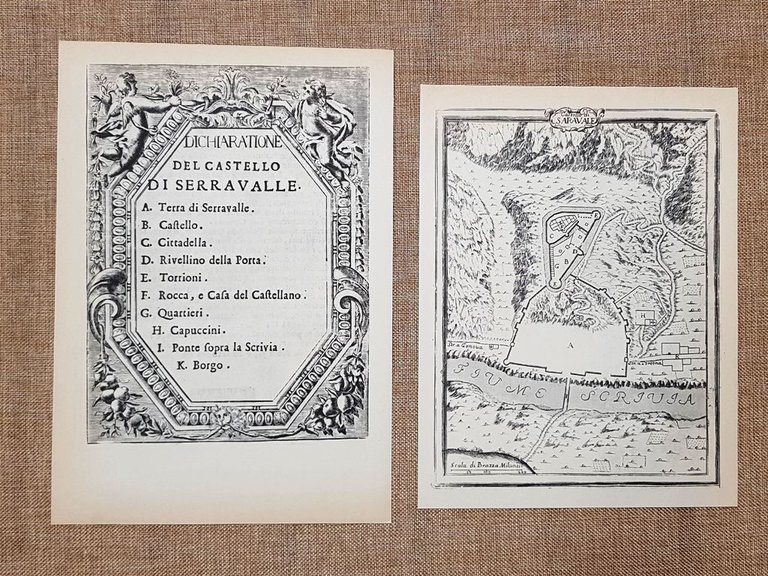 DICHIARATIONE
DEL CASTELLO
DI SERRAVALLE.
A. Terra di Serravalle.
B. Castello.
C. Cittadella.
D. Rivellino della Porta.
E. Torrioni.
F. Rocca, e Casa del Castellano.
G. Quartieri.
H. Capuccini.
I. Ponte sopra la Scrivia.
K. Borgo.
SARAVALE
B
A
FIUME SCRIVIA
Scala di Brazza Milanesi